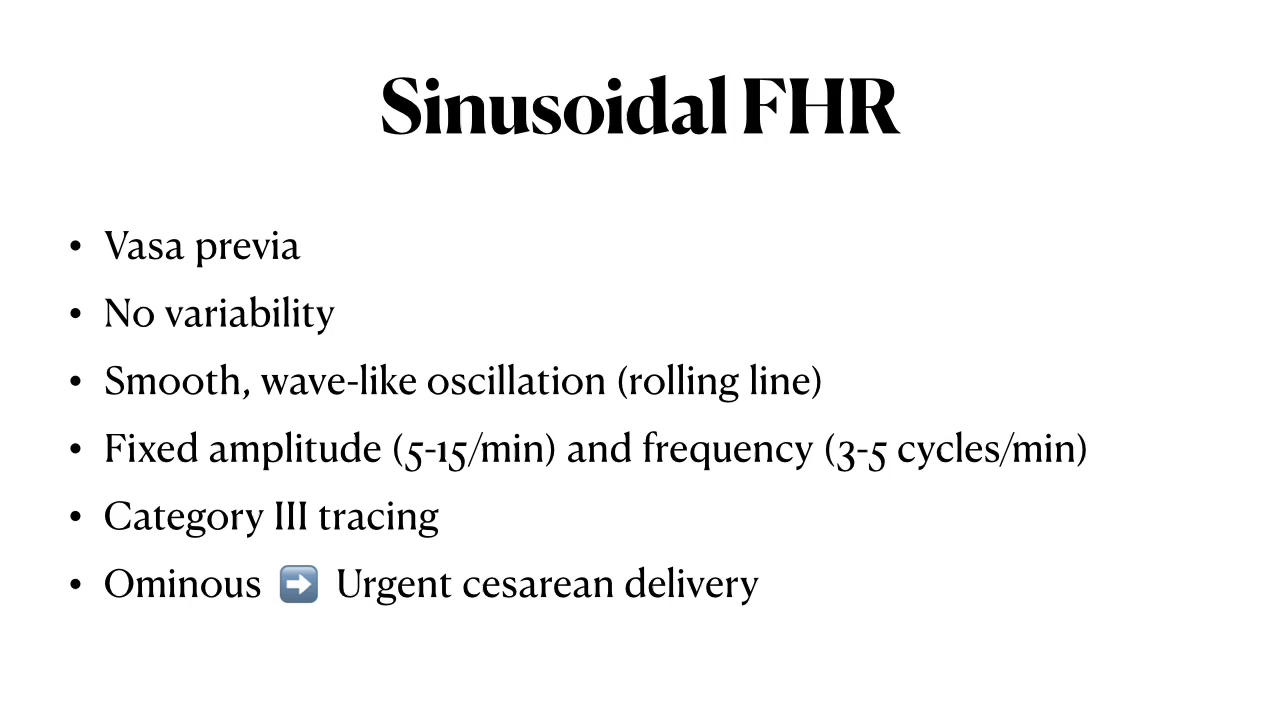 Sinusoidal FHR
• Vasa previa
• No variability
• Smooth, wave-like oscillation (rolling line)
• Fixed amplitude (5-15/min) and frequency (3-5 cycles/min)
• Category III tracing
• Ominous ➡️ Urgent cesarean delivery